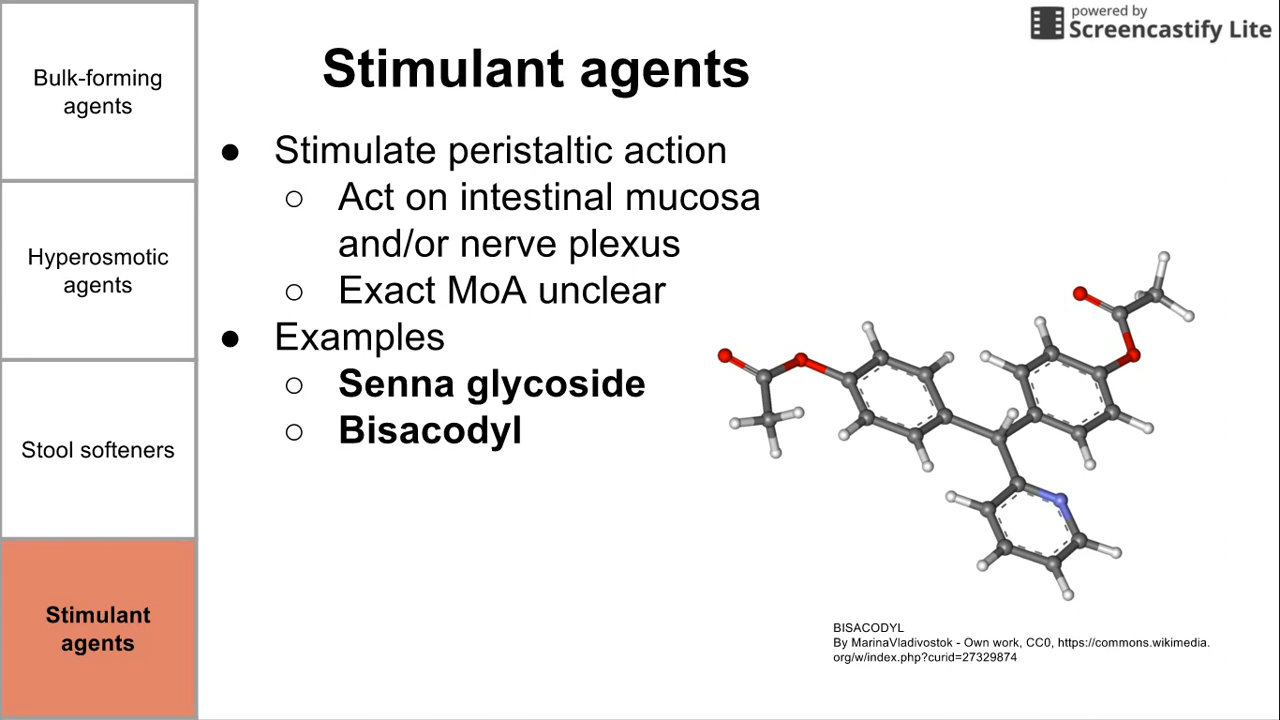 powered by
Screencastify Lite
Bulk-forming
agents
Hyperosmotic
agents
Stool softeners
Stimulant
agents
Stimulant agents
● Stimulate peristaltic action
○ Act on intestinal mucosa
and/or nerve plexus
○ Exact MoA unclear
● Examples
○ Senna glycoside
○ Bisacodyl
BISACODYL
By MarinaVladivostok - Own work, CC0, https://commons.wikimedia.
org/w/index.php?curid=27329874